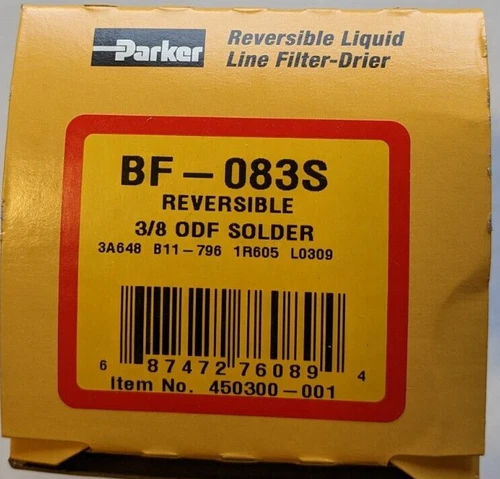 Parker
Reversible Liquid
Line Filter-Drier
BF-083S
REVERSIBLE
3/8 ODF SOLDER
3A648 B11-796 1R605 L0309
6 87472 76089 4
Item No. 450300-001